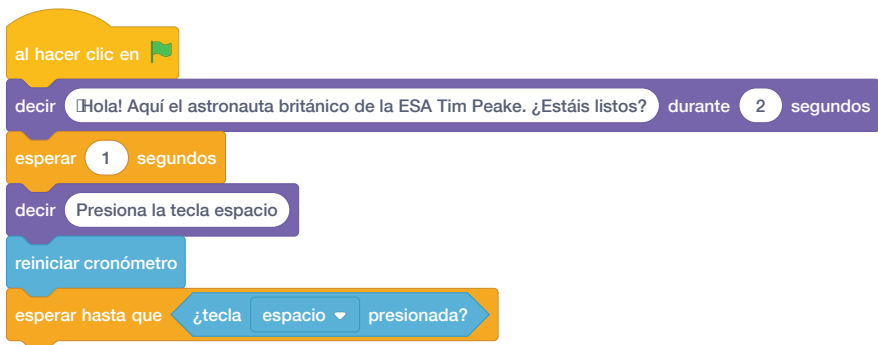 al hacer clic en
decir Hola! Aquí el astronauta británico de la ESA Tim Peake. ¿Estáis listos? durante 2 segundos
esperar 1 segundos
decir Presiona la tecla espacio
reiniciar cronómetro
esperar hasta que ¿tecla espacio presionada?